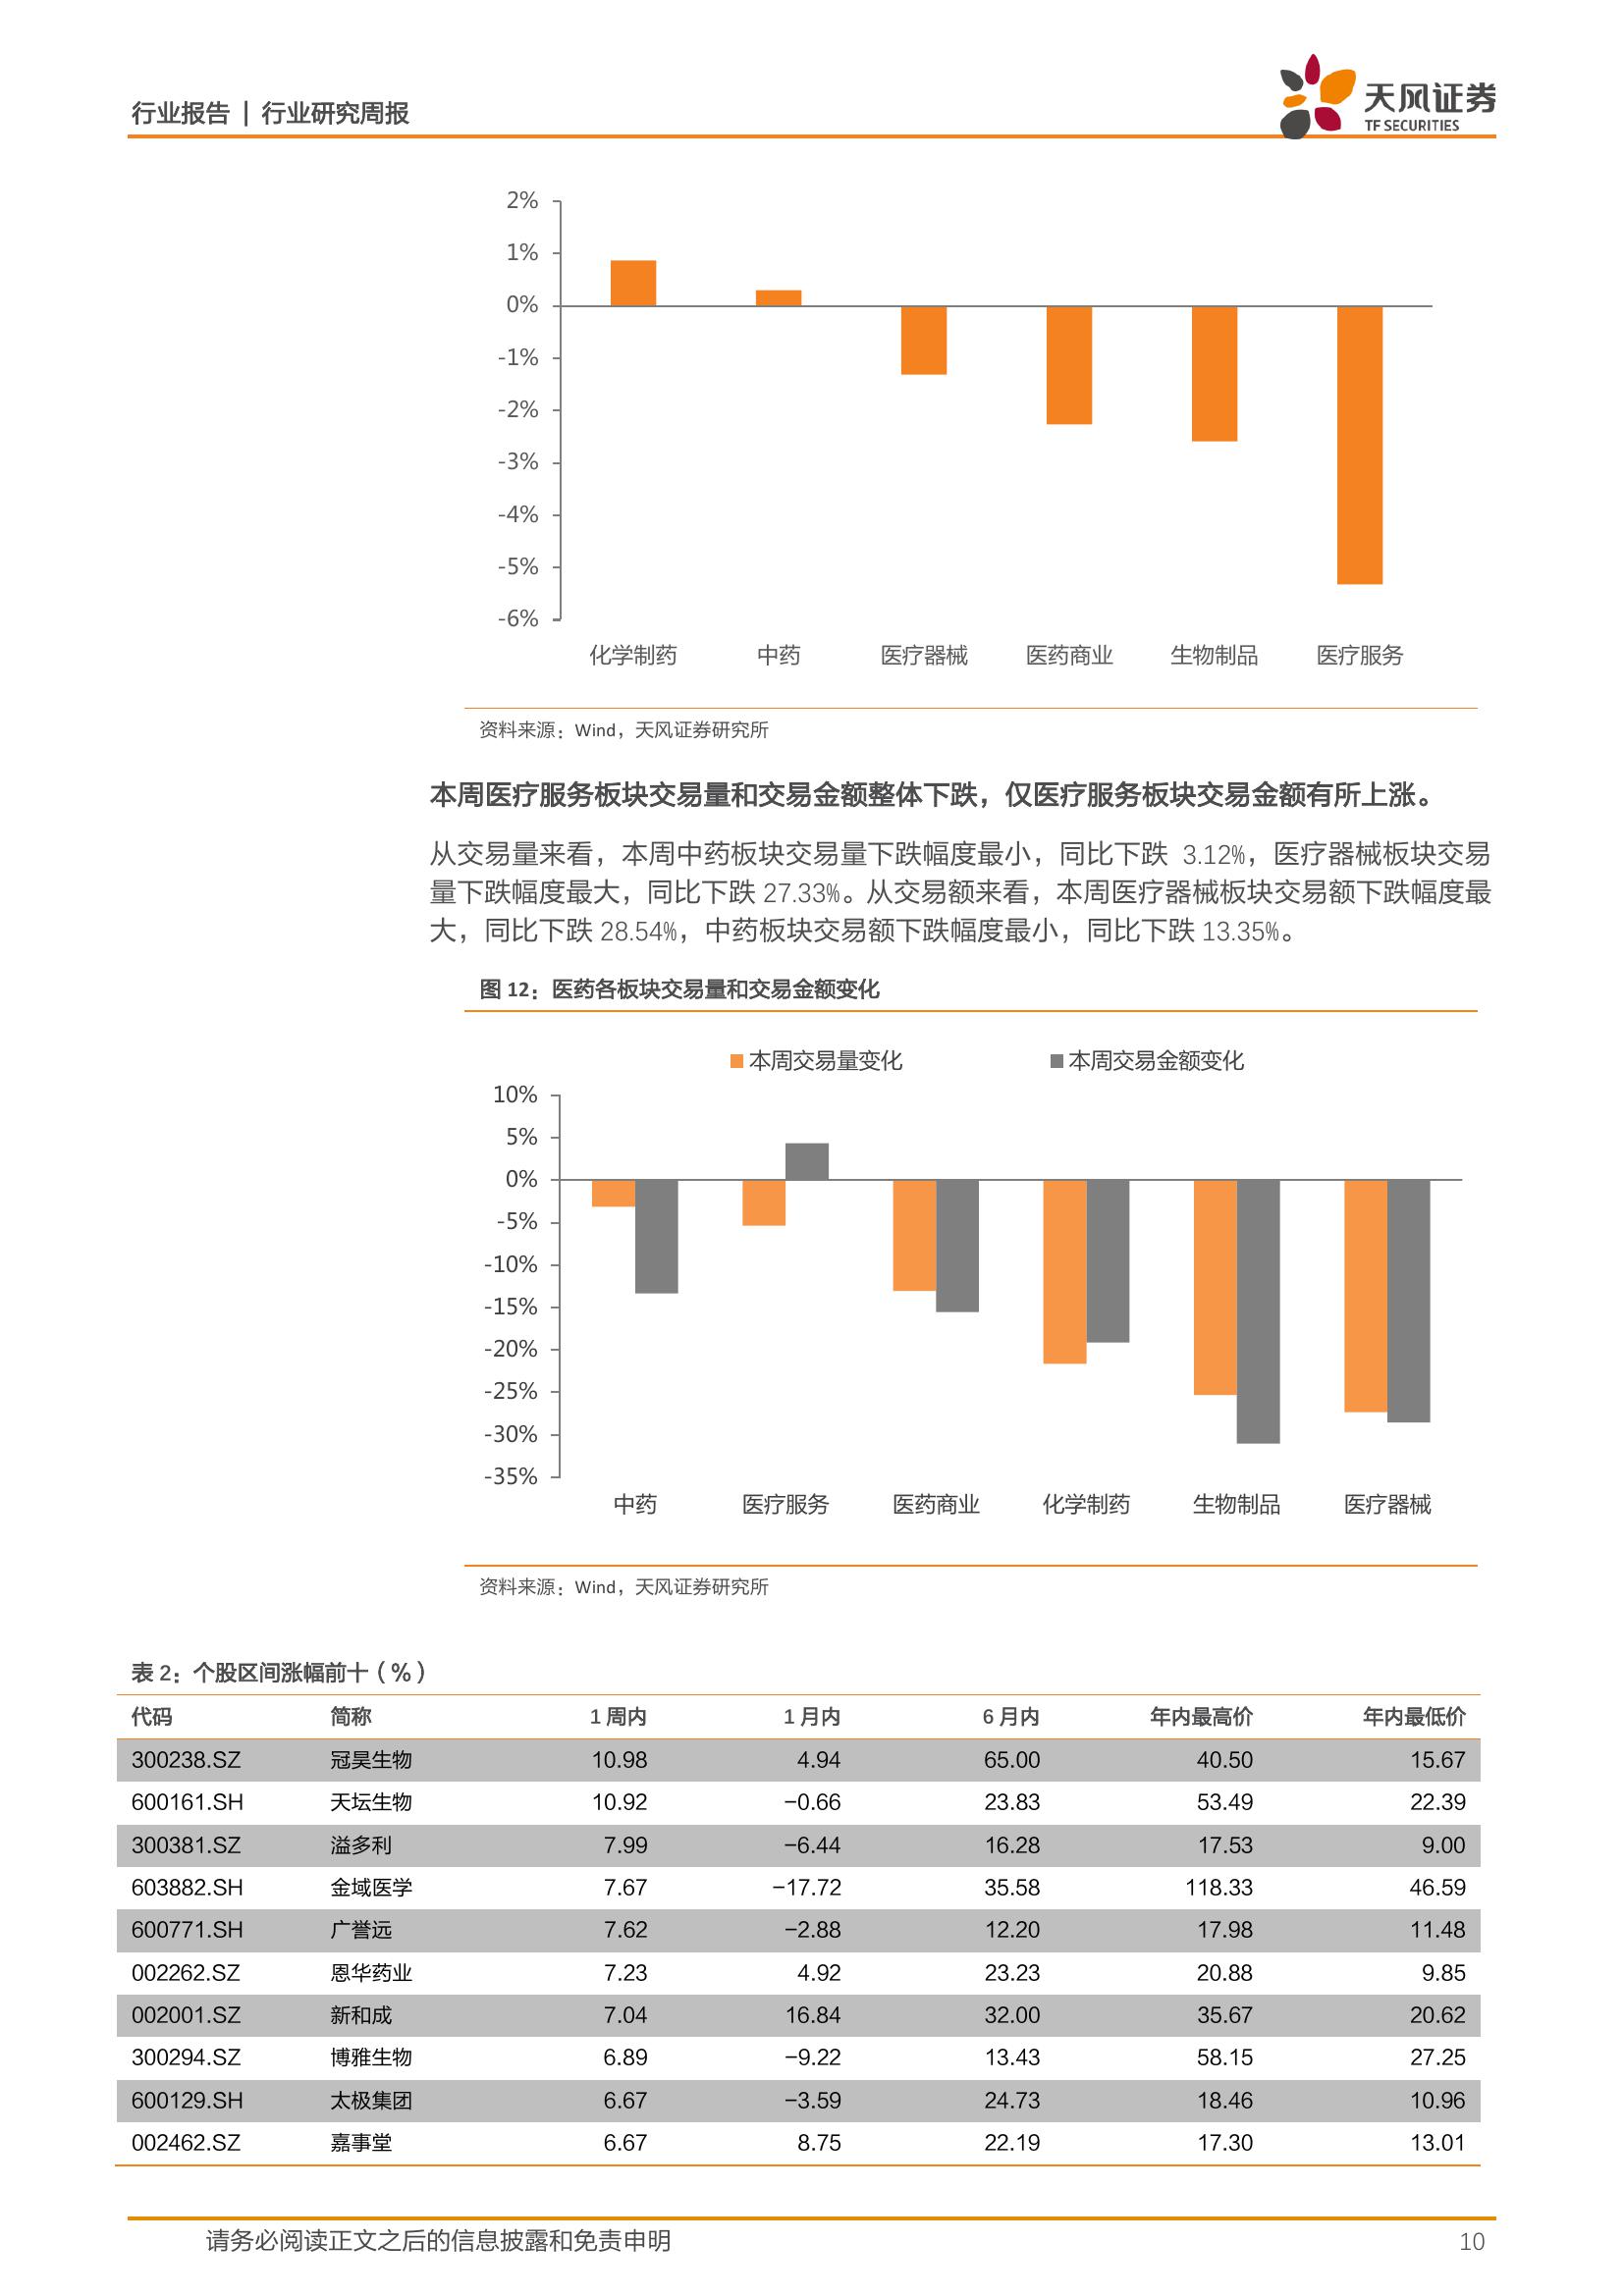 行业报告 | 行业研究周报
天风证券
TF SECURITIES
2%
1%
0%
-1%
-2%
-3%
-4%
-5%
-6%
化学制药 中药 医疗器械 医药商业 生物制品 医疗服务
资料来源：Wind，天风证券研究所
本周医疗服务板块交易量和交易金额整体下跌，仅医疗服务板块交易金额有所上涨。
从交易量来看，本周中药板块交易量下跌幅度最小，同比下跌 3.12%，医疗器械板块交易
量下跌幅度最大，同比下跌 27.33%。从交易额来看，本周医疗器械板块交易额下跌幅度最
大，同比下跌 28.54%，中药板块交易额下跌幅度最小，同比下跌 13.35%。
图 12：医药各板块交易量和交易金额变化
本周交易量变化 本周交易金额变化
10%
5%
0%
-5%
-10%
-15%
-20%
-25%
-30%
-35%
中药 医疗服务 医药商业 化学制药 生物制品 医疗器械
资料来源：Wind，天风证券研究所
表 2：个股区间涨幅前十（%）
代码 简称 1 周内 1 月内 6 月内 年内最高价 年内最低价
300238.SZ 冠昊生物 10.98 4.94 65.00 40.50 15.67
600161.SH 天坛生物 10.92 −0.66 23.83 53.49 22.39
300381.SZ 溢多利 7.99 −6.44 16.28 17.53 9.00
603882.SH 金域医学 7.67 −17.72 35.58 118.33 46.59
600771.SH 广誉远 7.62 −2.88 12.20 17.98 11.48
002262.SZ 恩华药业 7.23 4.92 23.23 20.88 9.85
002001.SZ 新和成 7.04 16.84 32.00 35.67 20.62
300294.SZ 博雅生物 6.89 −9.22 13.43 58.15 27.25
600129.SH 太极集团 6.67 −3.59 24.73 18.46 10.96
002462.SZ 嘉事堂 6.67 8.75 22.19 17.30 13.01
请务必阅读正文之后的信息披露和免责申明 10